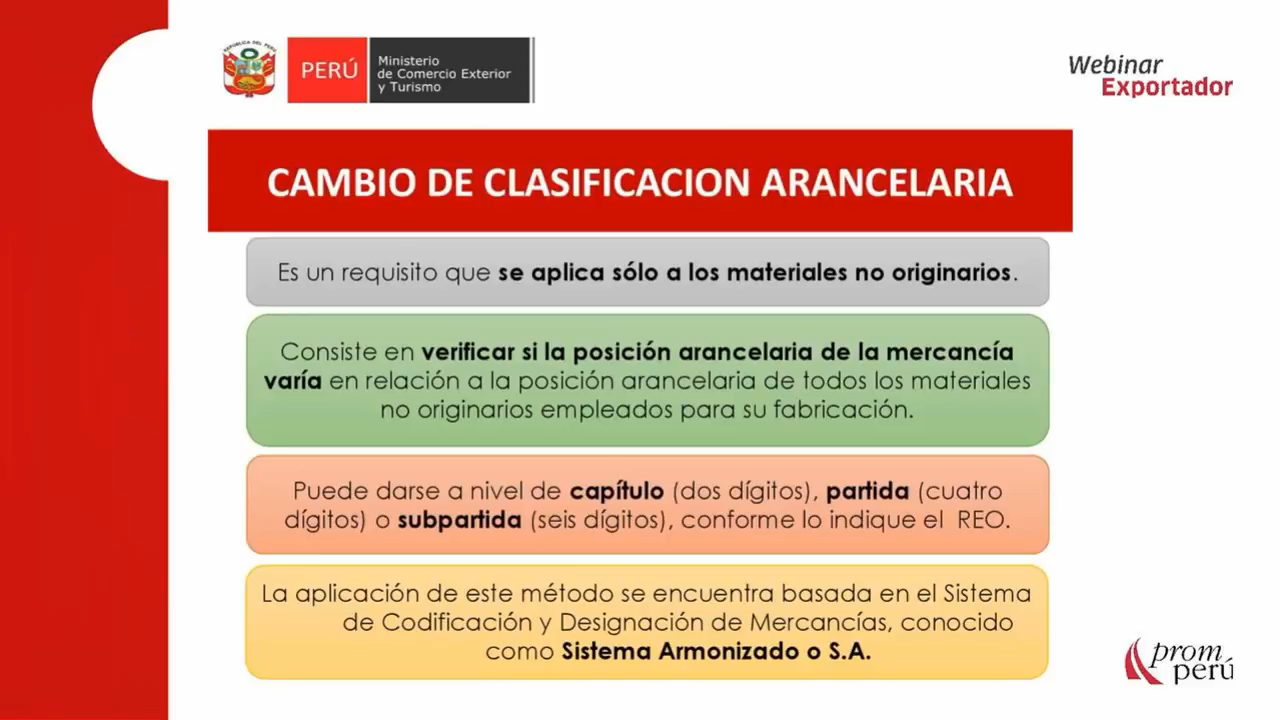 REPUBLICA DEL PERU
PERÚ
Ministerio
de Comercio Exterior
y Turismo
Webinar
Exportador
CAMBIO DE CLASIFICACION ARANCELARIA
Es un requisito que se aplica sólo a los materiales no originarios.
Consiste en verificar si la posición arancelaria de la mercancía
varía en relación a la posición arancelaria de todos los materiales
no originarios empleados para su fabricación.
Puede darse a nivel de capítulo (dos dígitos), partida (cuatro
dígitos) o subpartida (seis dígitos), conforme lo indique el REO.
La aplicación de este método se encuentra basada en el Sistema
de Codificación y Designación de Mercancías, conocido
como Sistema Armonizado o S.A.
prom
perú